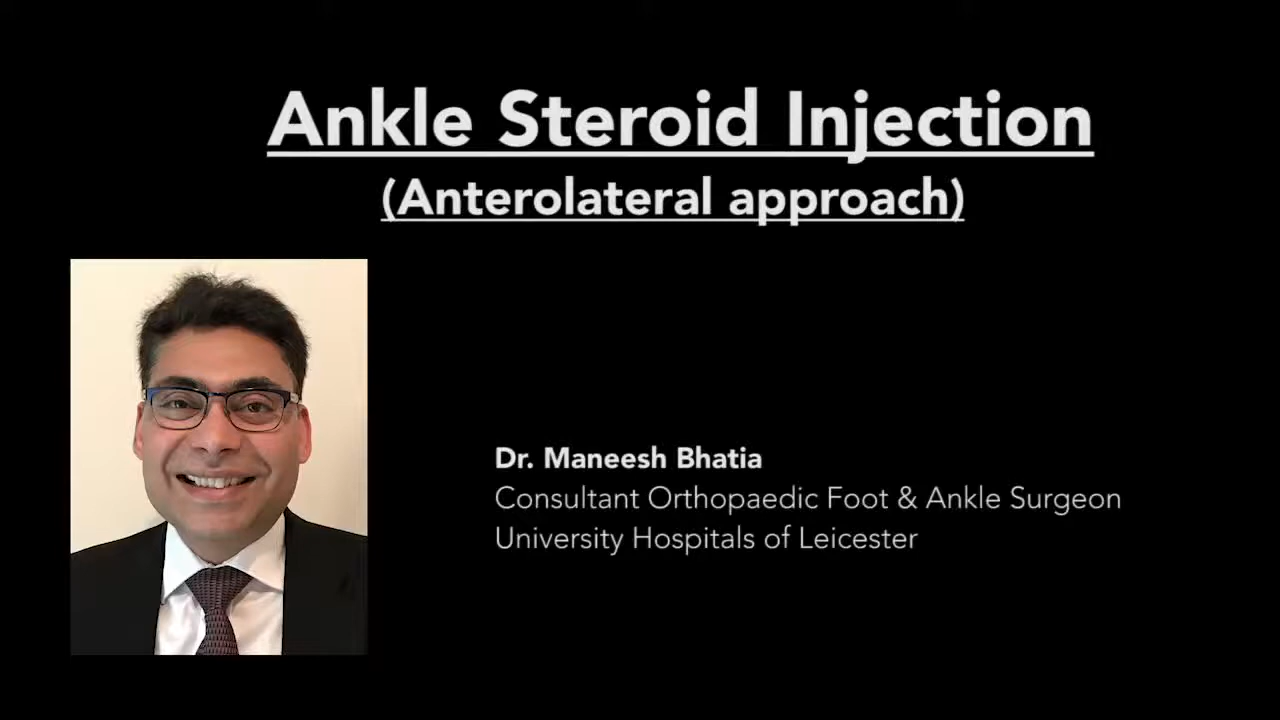 Ankle Steroid Injection
(Anterolateral approach)
Dr. Maneesh Bhatia
Consultant Orthopaedic Foot & Ankle Surgeon
University Hospitals of Leicester